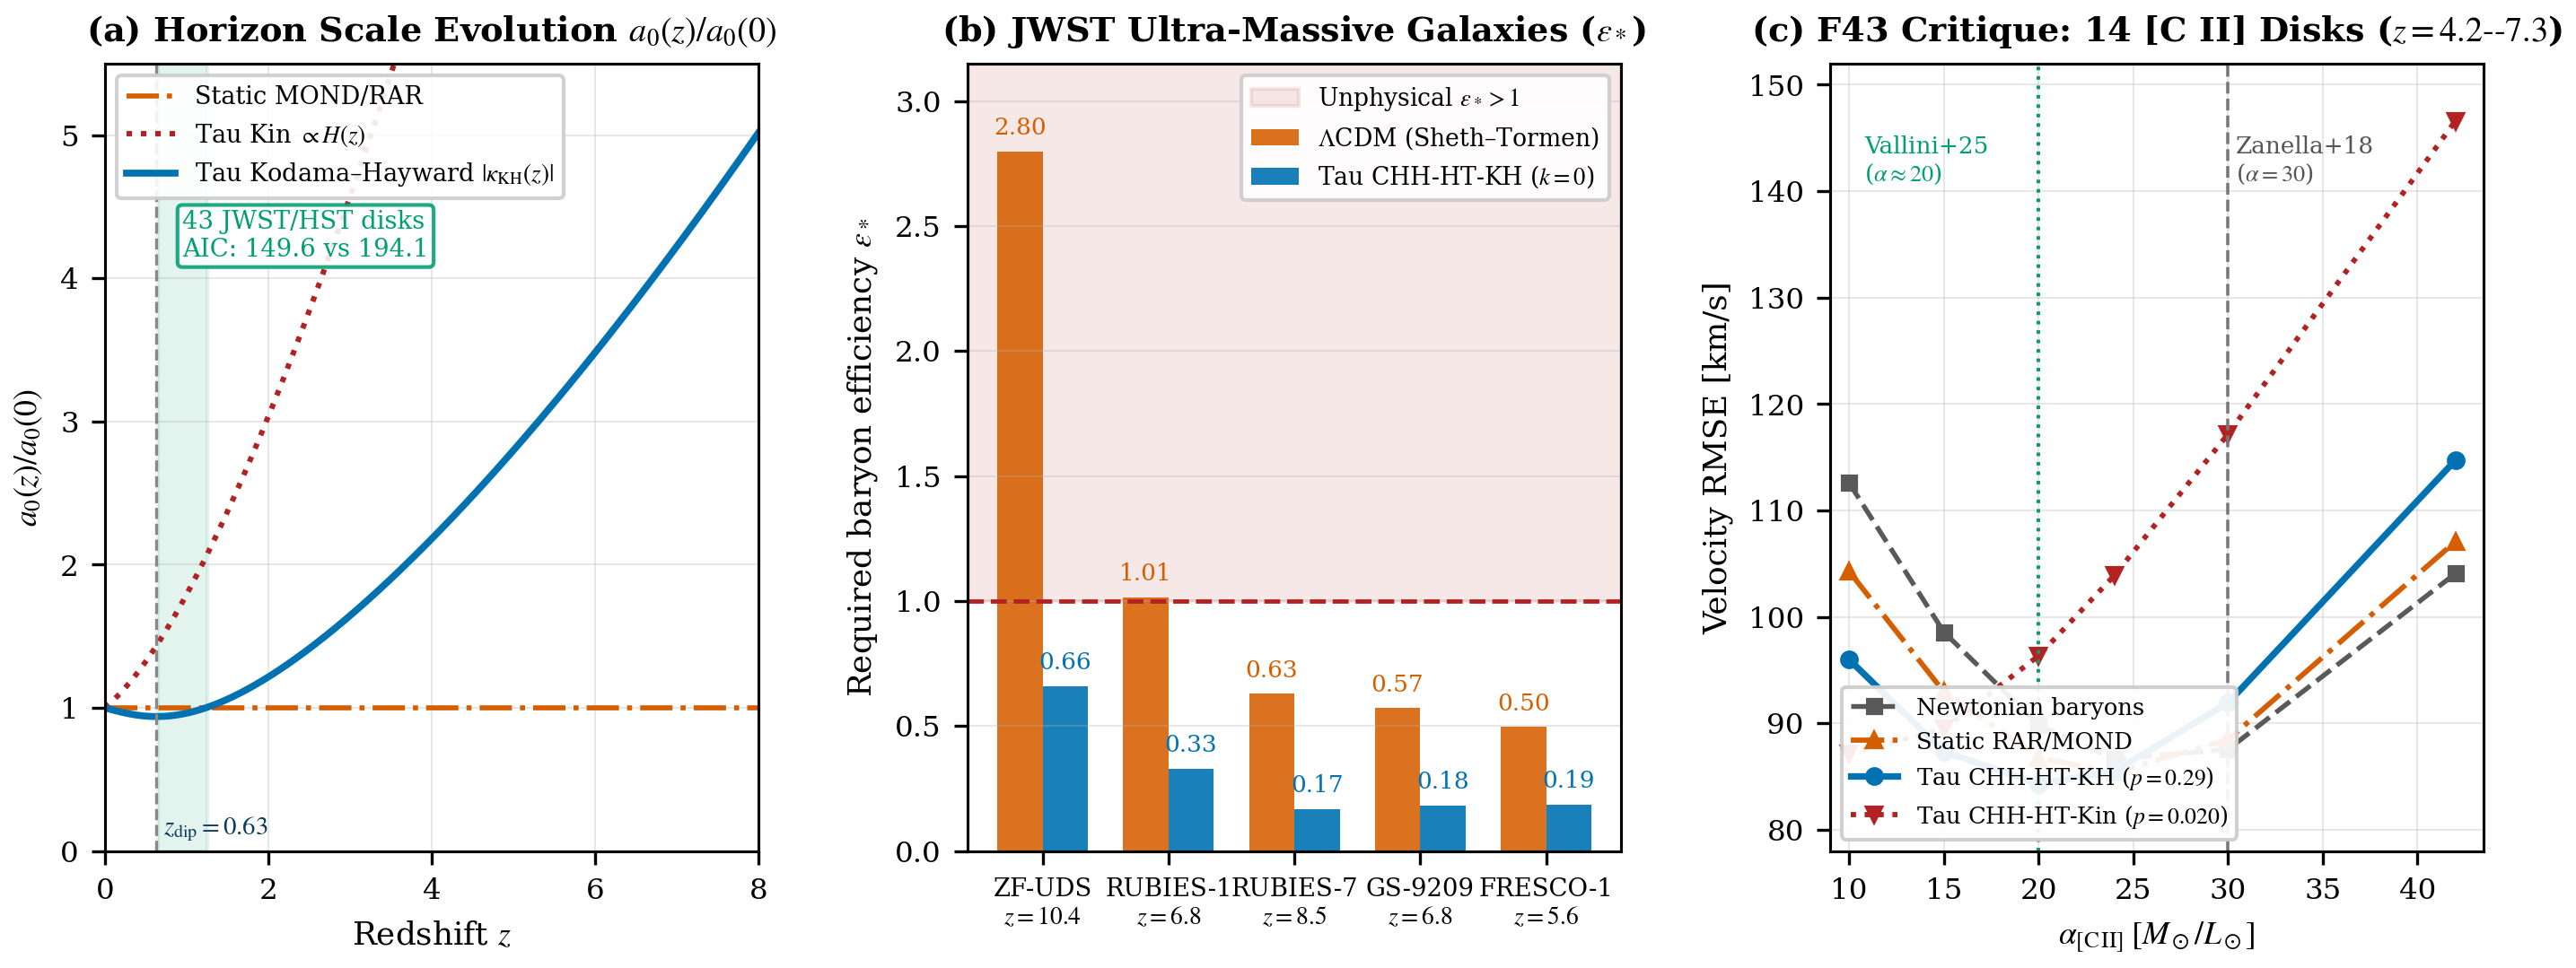 (a) Horizon Scale Evolution a₀(z)/a₀(0)
Static MOND/RAR
Tau Kin ∝H(z)
Tau Kodama–Hayward |κ_KH(z)|
43 JWST/HST disks
AIC: 149.6 vs 194.1
z_dip = 0.63
a₀(z)/a₀(0)
5
4
3
2
1
0
0 2 4 6 8
Redshift z
(b) JWST Ultra-Massive Galaxies (ε*)
Unphysical ε* > 1
ΛCDM (Sheth–Tormen)
Tau CHH-HT-KH (k = 0)
Required baryon efficiency ε*
3.0
2.5
2.0
1.5
1.0
0.5
0.0
2.80
0.66
1.01
0.33
0.63
0.17
0.57
0.18
0.50
0.19
ZF-UDS RUBIES-1 RUBIES-7 GS-9209 FRESCO-1
z = 10.4 z = 6.8 z = 8.5 z = 6.8 z = 5.6
(c) F43 Critique: 14 [C II] Disks (z = 4.2--7.3)
Vallini+25
(α ≈ 20)
Zanella+18
(α = 30)
Velocity RMSE [km/s]
150
140
130
120
110
100
90
80
Newtonian baryons
Static RAR/MOND
Tau CHH-HT-KH (p = 0.29)
Tau CHH-HT-Kin (p = 0.020)
10 15 20 25 30 35 40
α_[CII] [M_⊙/L_⊙]